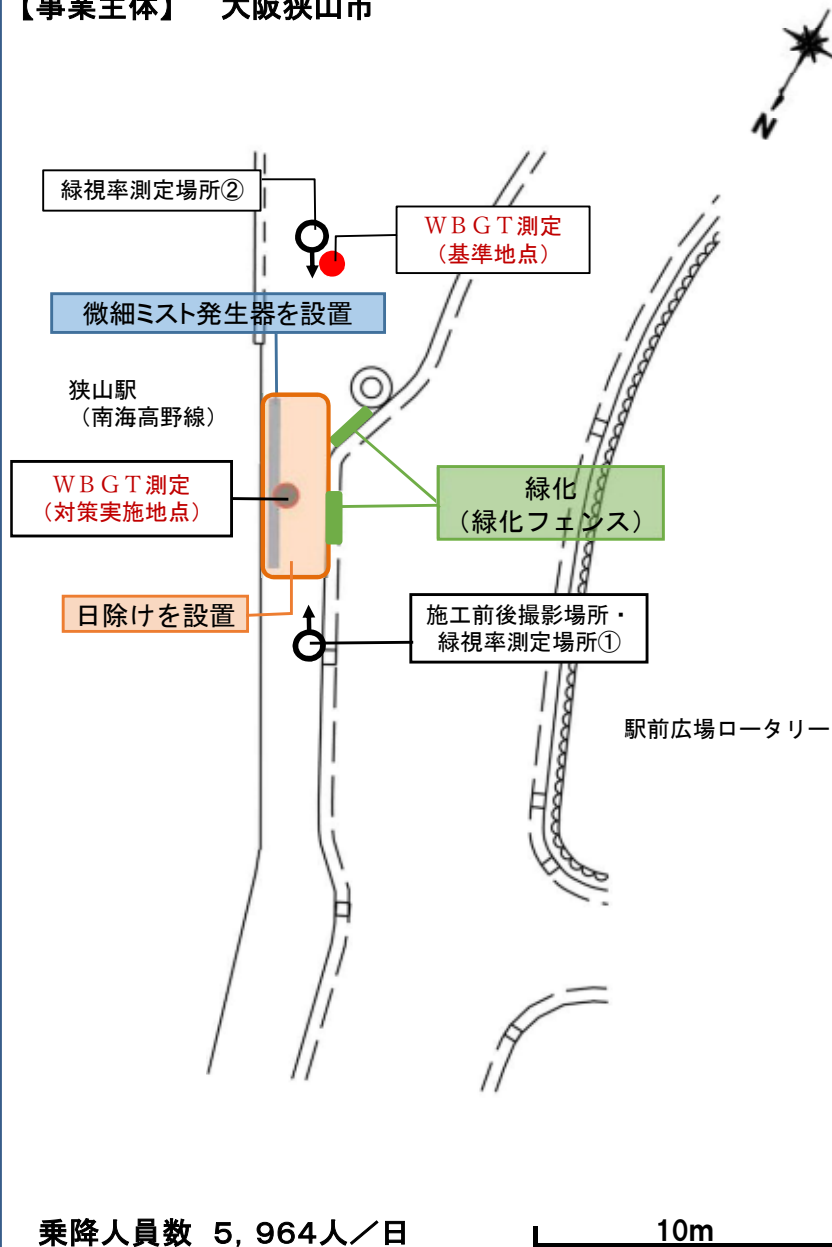 【事業主体】 大阪狭山市
N
緑視率測定場所②
ＷＢＧＴ測定
（基準地点）
微細ミスト発生器を設置
狭山駅
（南海高野線）
ＷＢＧＴ測定
（対策実施地点）
緑化
（緑化フェンス）
日除けを設置
施工前後撮影場所・
緑視率測定場所①
駅前広場ロータリー
乗降人員数 ５，９６４人／日
10m